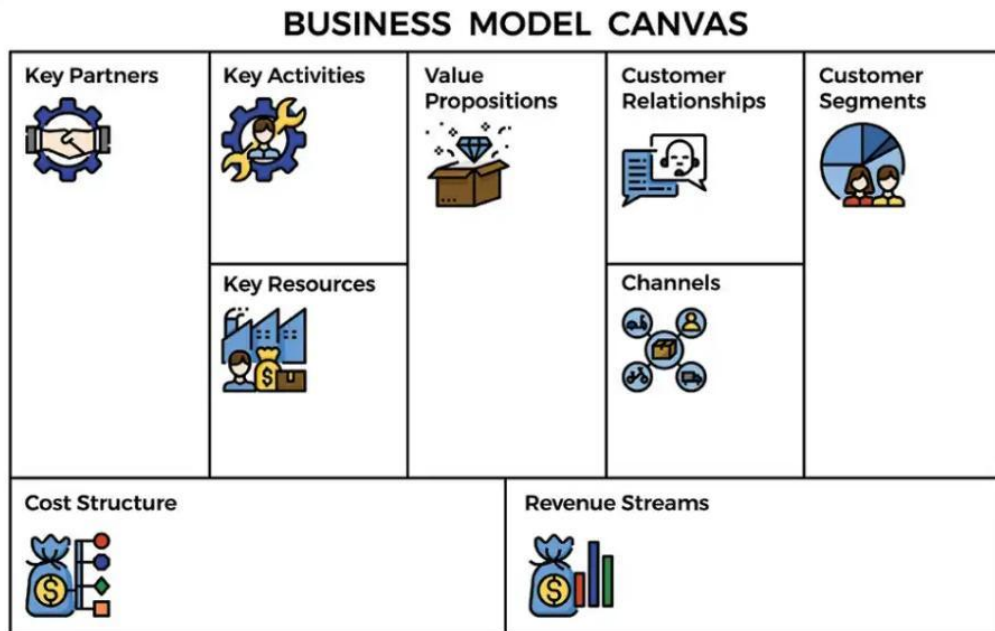 BUSINESS MODEL CANVAS
Key Partners
Key Activities
Value
Propositions
Customer
Relationships
Customer
Segments
Key Resources
$
Channels
Cost Structure
$
Revenue Streams
$